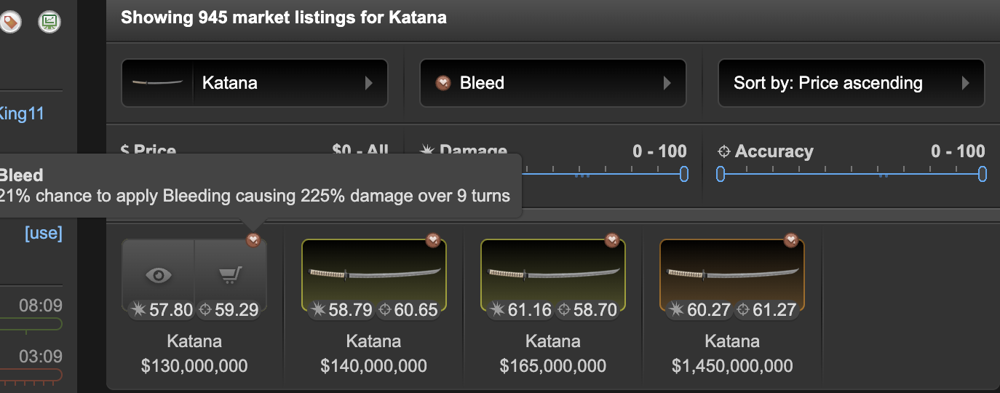 Showing 945 market listings for Katana
Katana
Bleed
Sort by: Price ascending
King11
$ Price $0 - All
Damage 0 - 100
Accuracy 0 - 100
Bleed
21% chance to apply Bleeding causing 225% damage over 9 turns
[use]
57.80 59.29
Katana
$130,000,000
58.79 60.65
Katana
$140,000,000
61.16 58.70
Katana
$165,000,000
60.27 61.27
Katana
$1,450,000,000
08:09
03:09